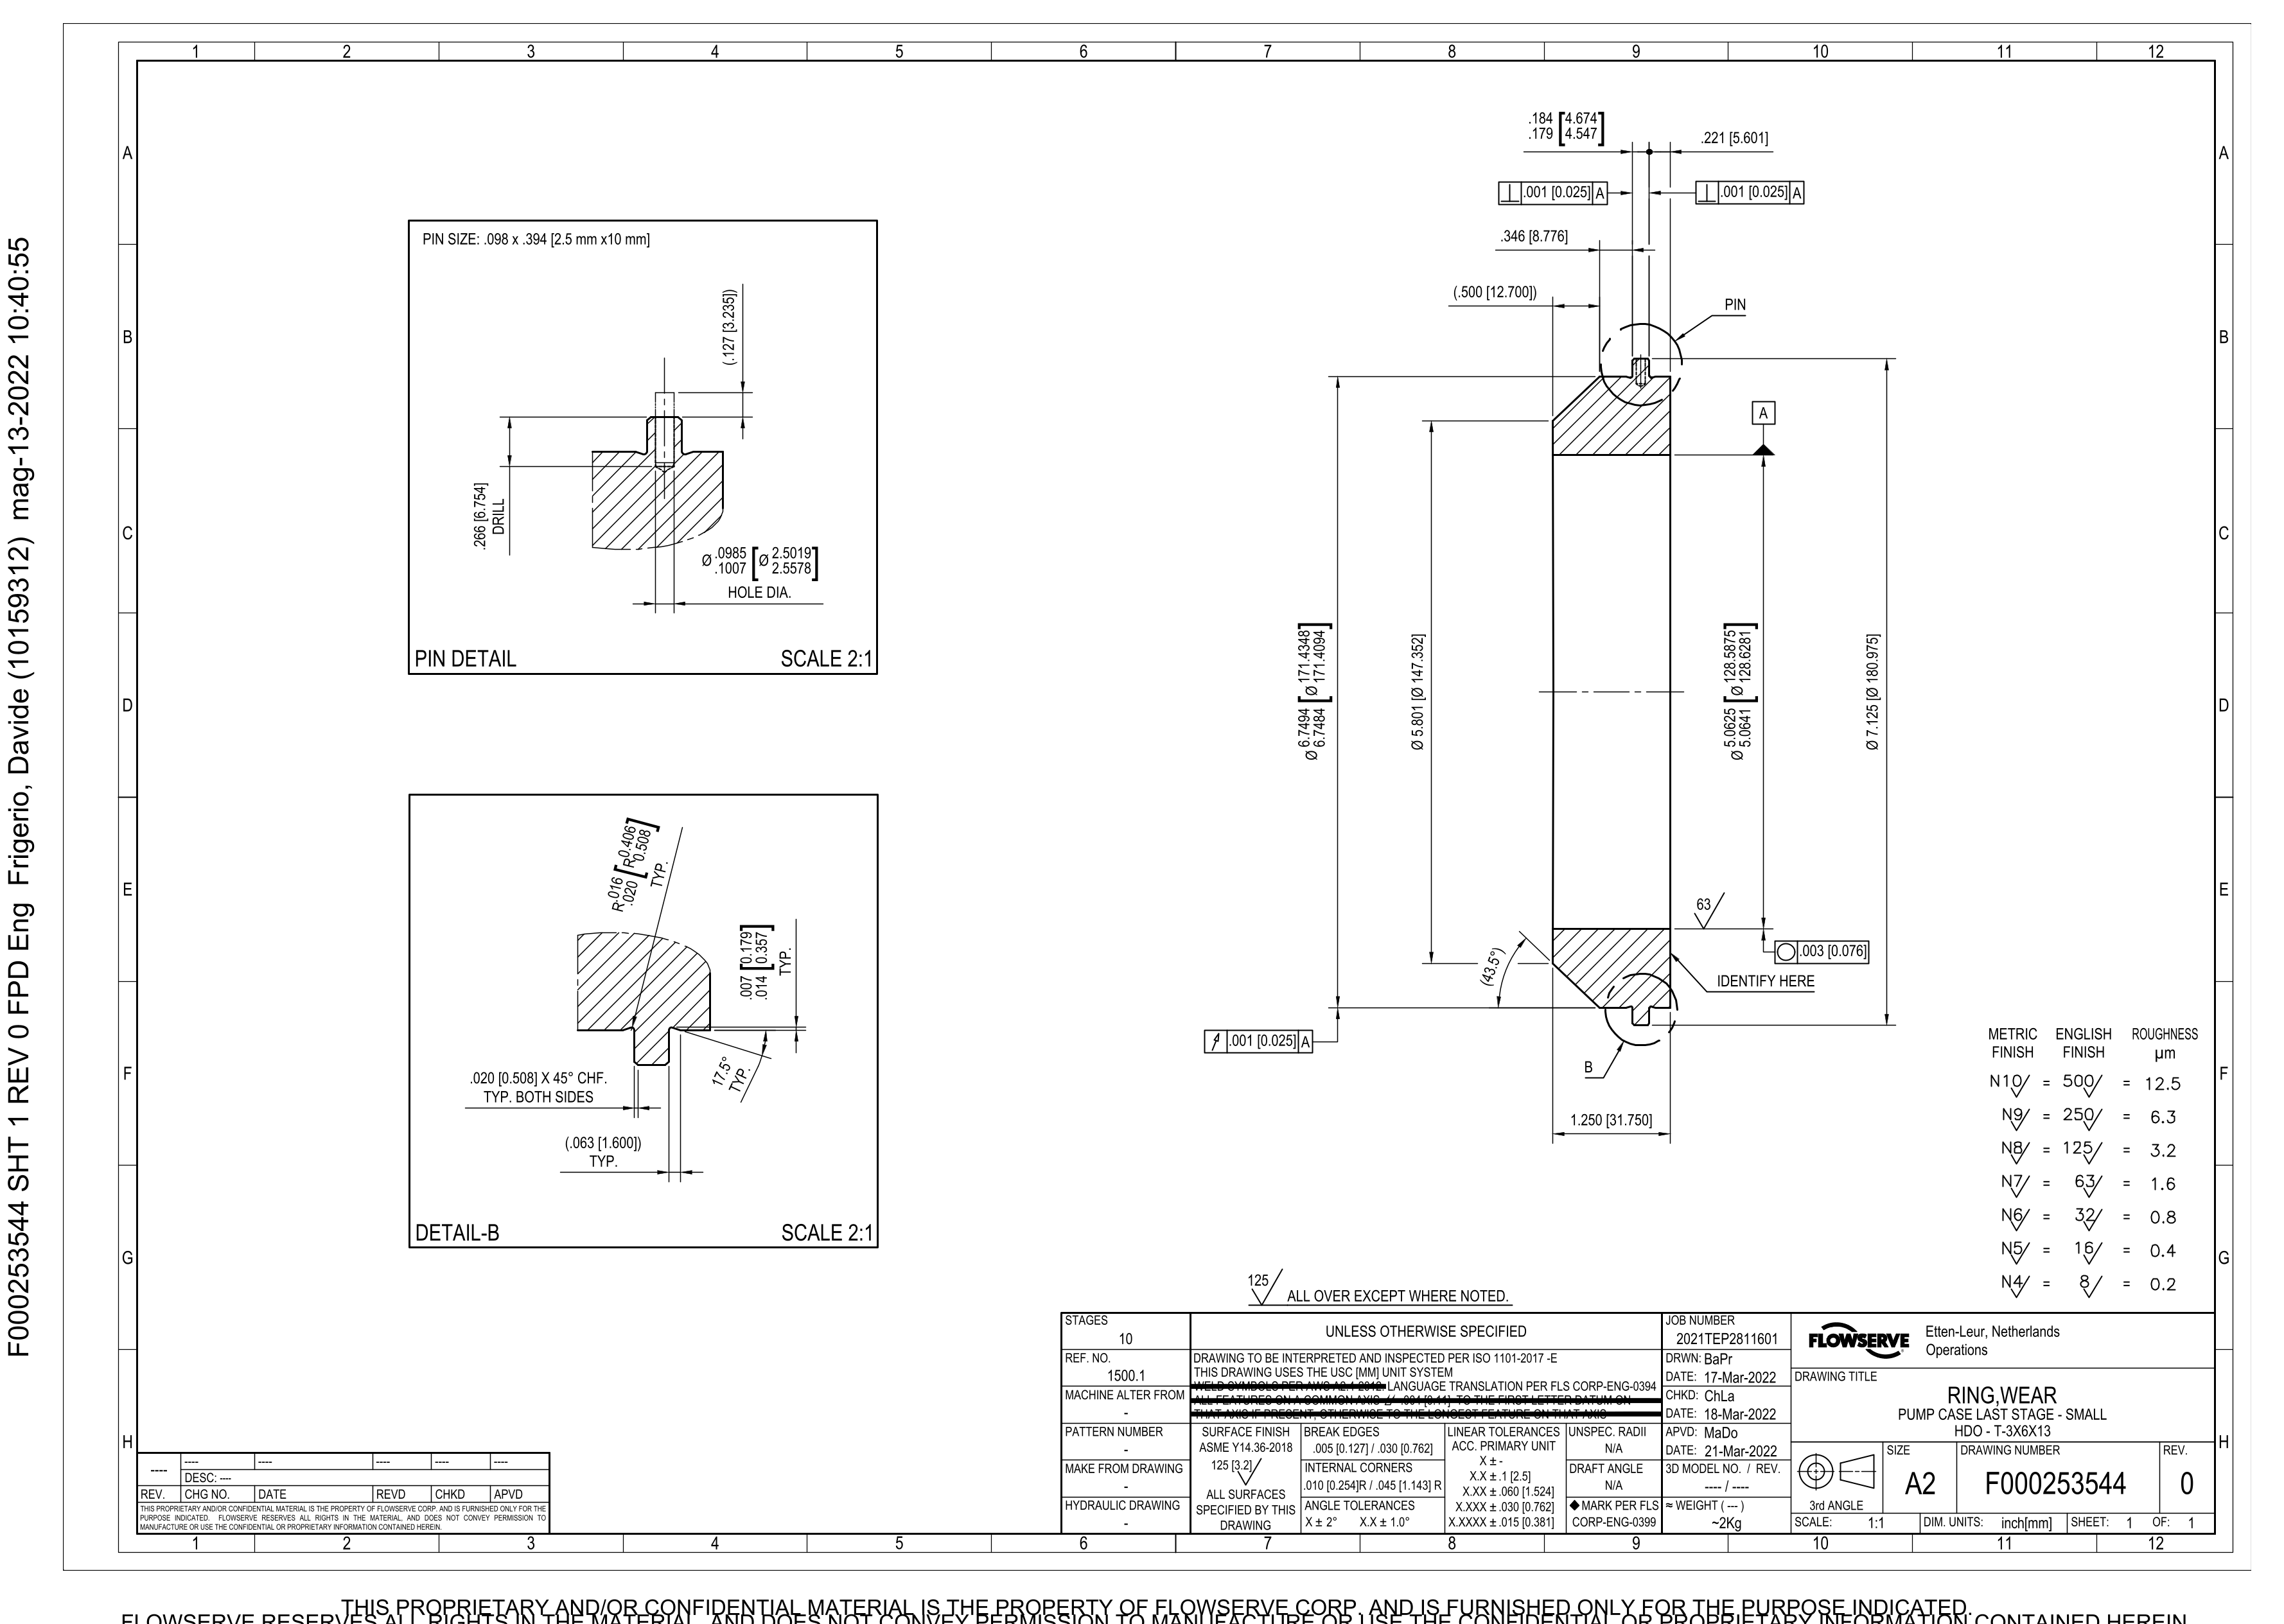 F000253544 SHT 1 REV 0 FPD Eng Frigerio, Davide (10159312) mag-13-2022 10:40:55
1 2 3 4 5 6 7 8 9 10 11 12
A
B
C
D
E
F
G
H
A
B
C
D
E
F
G
H
PIN SIZE: .098 x .394 [2.5 mm x10 mm]
(.127 [3.235])
.266 [6.754]
DRILL
Ø .0985 [Ø 2.5019]
.1007 [2.5578]
HOLE DIA.
PIN DETAIL SCALE 2:1
R .016 [R 0.406]
.020 [0.508]
TYP.
.007 [0.179]
.014 [0.357]
TYP.
17.5°
TYP.
.020 [0.508] X 45° CHF.
TYP. BOTH SIDES
(.063 [1.600])
TYP.
DETAIL-B SCALE 2:1
.184 [4.674]
.179 [4.547]
.221 [5.601]
⊥ .001 [0.025] A
⊥ .001 [0.025] A
.346 [8.776]
(.500 [12.700])
PIN
A
Ø 6.7494 [Ø 171.4348]
6.7484 [171.4094]
Ø 5.801 [Ø 147.352]
Ø 5.0625 [Ø 128.5875]
5.0641 [128.6281]
Ø 7.125 [Ø 180.975]
63
○ .003 [0.076]
(43.5°)
IDENTIFY HERE
↗ .001 [0.025] A
B
1.250 [31.750]
METRIC FINISH ENGLISH FINISH ROUGHNESS µm
N10 = 500 = 12.5
N9 = 250 = 6.3
N8 = 125 = 3.2
N7 = 63 = 1.6
N6 = 32 = 0.8
N5 = 16 = 0.4
N4 = 8 = 0.2
125 ALL OVER EXCEPT WHERE NOTED.
STAGES
10
REF. NO.
1500.1
MACHINE ALTER FROM
-
PATTERN NUMBER
-
MAKE FROM DRAWING
-
HYDRAULIC DRAWING
-
UNLESS OTHERWISE SPECIFIED
DRAWING TO BE INTERPRETED AND INSPECTED PER ISO 1101-2017 -E
THIS DRAWING USES THE USC [MM] UNIT SYSTEM
WELD SYMBOLS PER AWS A2.4-2012. LANGUAGE TRANSLATION PER FLS CORP-ENG-0394
THAT AXIS IF PRESENT, OTHERWISE TO THE LONGEST FEATURE ON THAT AXIS
SURFACE FINISH
ASME Y14.36-2018
125 [3.2]
ALL SURFACES
SPECIFIED BY THIS
DRAWING
BREAK EDGES
.005 [0.127] / .030 [0.762]
INTERNAL CORNERS
.010 [0.254]R / .045 [1.143] R
ANGLE TOLERANCES
X ± 2° X.X ± 1.0°
LINEAR TOLERANCES
ACC. PRIMARY UNIT
X ± -
X.X ± .1 [2.5]
X.XX ± .060 [1.524]
X.XXX ± .030 [0.762]
X.XXXX ± .015 [0.381]
UNSPEC. RADII
N/A
DRAFT ANGLE
N/A
◆ MARK PER FLS
CORP-ENG-0399
JOB NUMBER
2021TEP2811601
DRWN: BaPr
DATE: 17-Mar-2022
CHKD: ChLa
DATE: 18-Mar-2022
APVD: MaDo
DATE: 21-Mar-2022
3D MODEL NO. / REV.
---- / ----
≈ WEIGHT ( --- )
~2Kg
FLOWSERVE
Etten-Leur, Netherlands
Operations
DRAWING TITLE
RING,WEAR
PUMP CASE LAST STAGE - SMALL
HDO - T-3X6X13
3rd ANGLE
SIZE
A2
DRAWING NUMBER
F000253544
REV.
0
SCALE: 1:1 DIM. UNITS: inch[mm] SHEET: 1 OF: 1
---- ---- ---- ---- ---- ----
DESC: ----
REV. CHG NO. DATE REVD CHKD APVD
THIS PROPRIETARY AND/OR CONFIDENTIAL MATERIAL IS THE PROPERTY OF FLOWSERVE CORP. AND IS FURNISHED ONLY FOR THE
PURPOSE INDICATED. FLOWSERVE RESERVES ALL RIGHTS IN THE MATERIAL, AND DOES NOT CONVEY PERMISSION TO
MANUFACTURE OR USE THE CONFIDENTIAL OR PROPRIETARY INFORMATION CONTAINED HEREIN.
1 2 3 4 5 6 7 8 9 10 11 12
THIS PROPRIETARY AND/OR CONFIDENTIAL MATERIAL IS THE PROPERTY OF FLOWSERVE CORP. AND IS FURNISHED ONLY FOR THE PURPOSE INDICATED.
FLOWSERVE RESERVES ALL RIGHTS IN THE MATERIAL, AND DOES NOT CONVEY PERMISSION TO MANUFACTURE OR USE THE CONFIDENTIAL OR PROPRIETARY INFORMATION CONTAINED HEREIN.